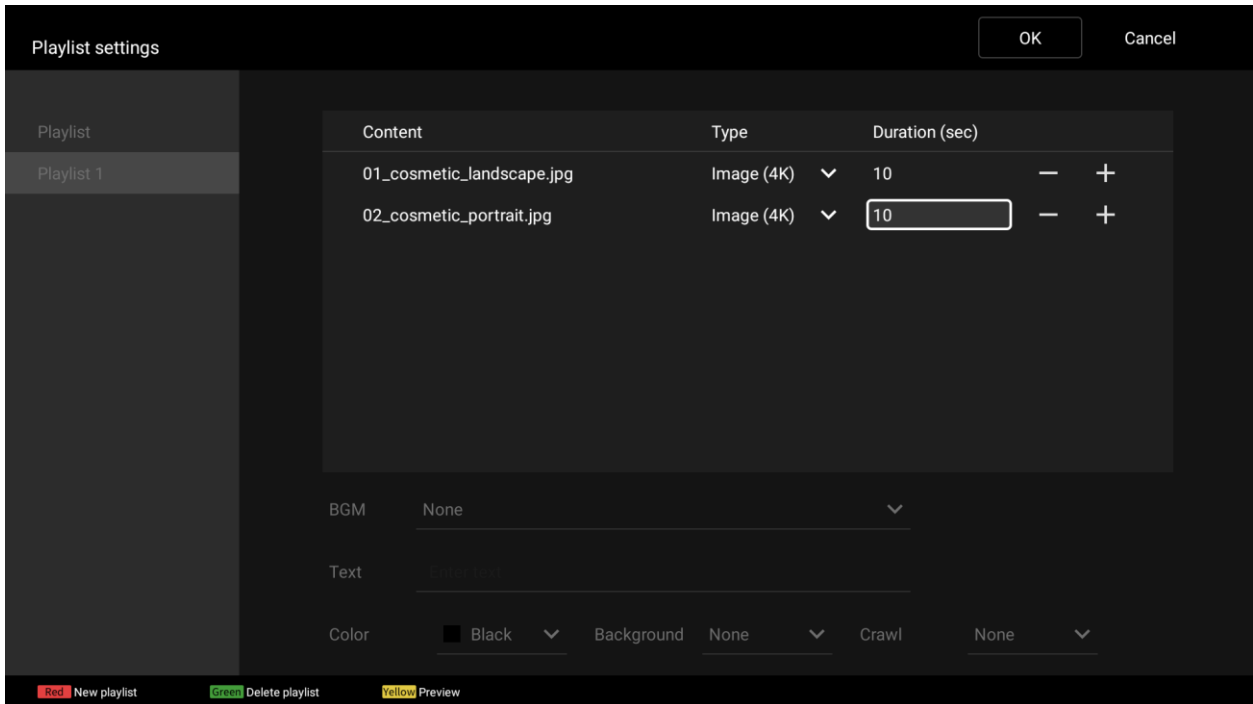 Playlist settings
OK
Cancel
Playlist
Playlist 1
Content Type Duration (sec)
01_cosmetic_landscape.jpg Image (4K) 10
02_cosmetic_portrait.jpg Image (4K) 10
BGM None
Text Enter text
Color Black Background None Crawl None
Red New playlist Green Delete playlist Yellow Preview